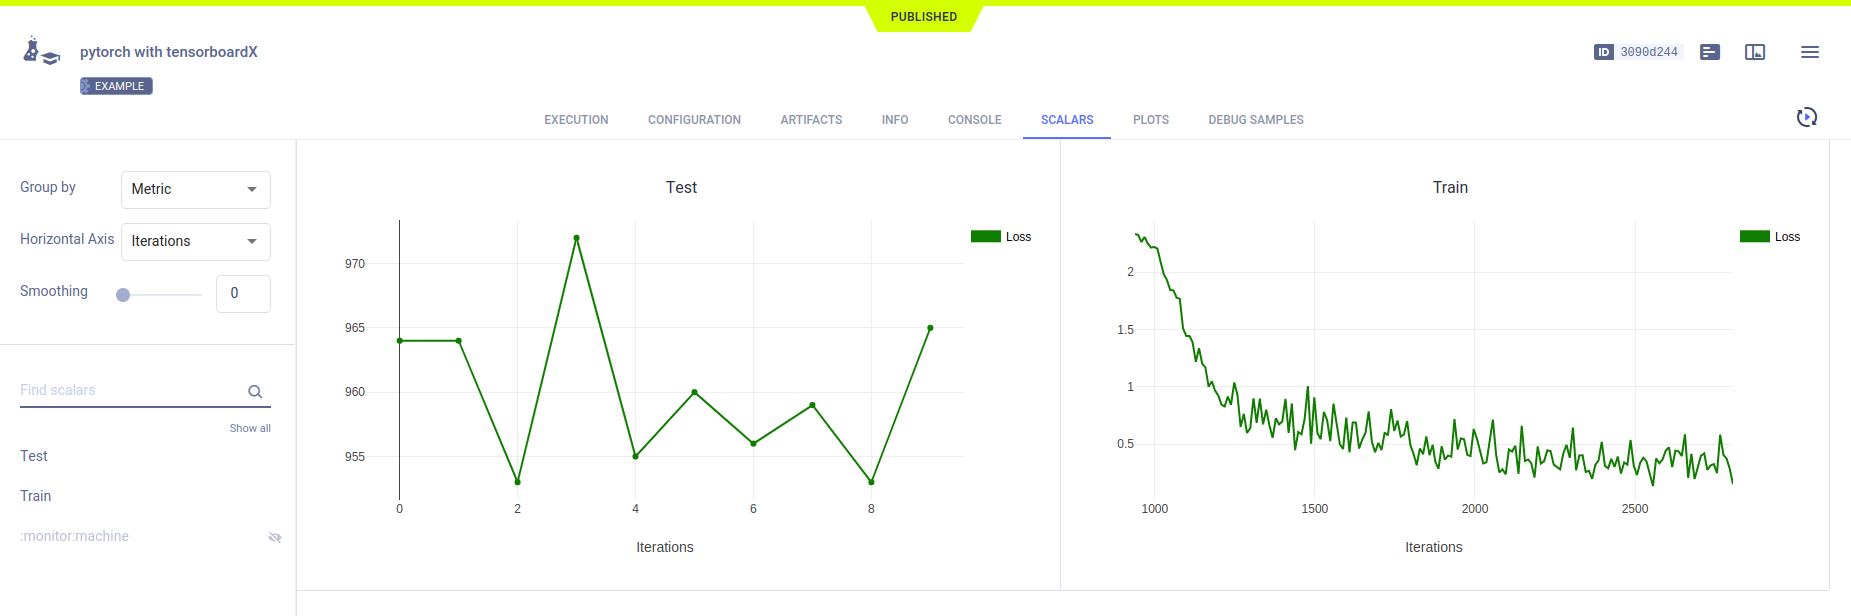 PUBLISHED
pytorch with tensorboardX
ID 3090d244
EXAMPLE
EXECUTION CONFIGURATION ARTIFACTS INFO CONSOLE SCALARS PLOTS DEBUG SAMPLES
Group by Metric
Horizontal Axis Iterations
Smoothing 0
Find scalars
Show all
Test
Train
:monitor:machine
Test
Loss
970
965
960
955
0 2 4 6 8
Iterations
Train
Loss
2
1.5
1
0.5
1000 1500 2000 2500
Iterations